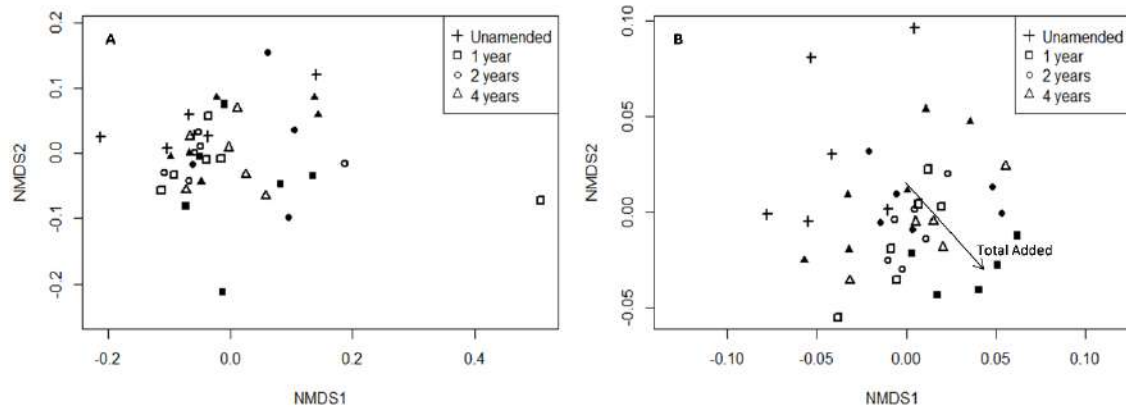 A
Unamended
1 year
2 years
4 years
NMDS2
0.2
0.1
0.0
-0.1
-0.2
-0.2
0.0
0.2
0.4
NMDS1
B
Unamended
1 year
2 years
4 years
NMDS2
0.10
0.05
0.00
-0.05
Total Added
-0.10
-0.05
0.00
0.05
0.10
NMDS1